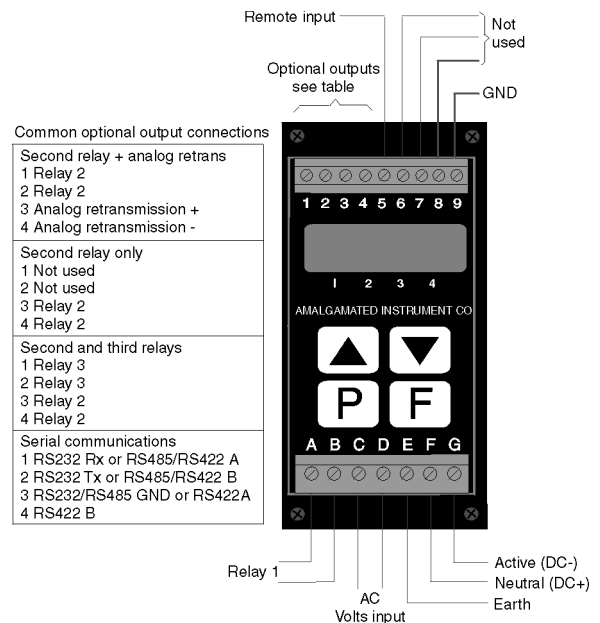 Remote input
Not
used
Optional outputs
see table
GND
Common optional output connections
Second relay + analog retrans
1 Relay 2
2 Relay 2
3 Analog retransmission +
4 Analog retransmission -
Second relay only
1 Not used
2 Not used
3 Relay 2
4 Relay 2
Second and third relays
1 Relay 3
2 Relay 3
3 Relay 2
4 Relay 2
Serial communications
1 RS232 Rx or RS485/RS422 A
2 RS232 Tx or RS485/RS422 B
3 RS232/RS485 GND or RS422A
4 RS422 B
1 2 3 4 5 6 7 8 9
1 2 3 4
AMALGAMATED INSTRUMENT CO
P F
A B C D E F G
Relay 1
AC
Volts input
Active (DC-)
Neutral (DC+)
Earth